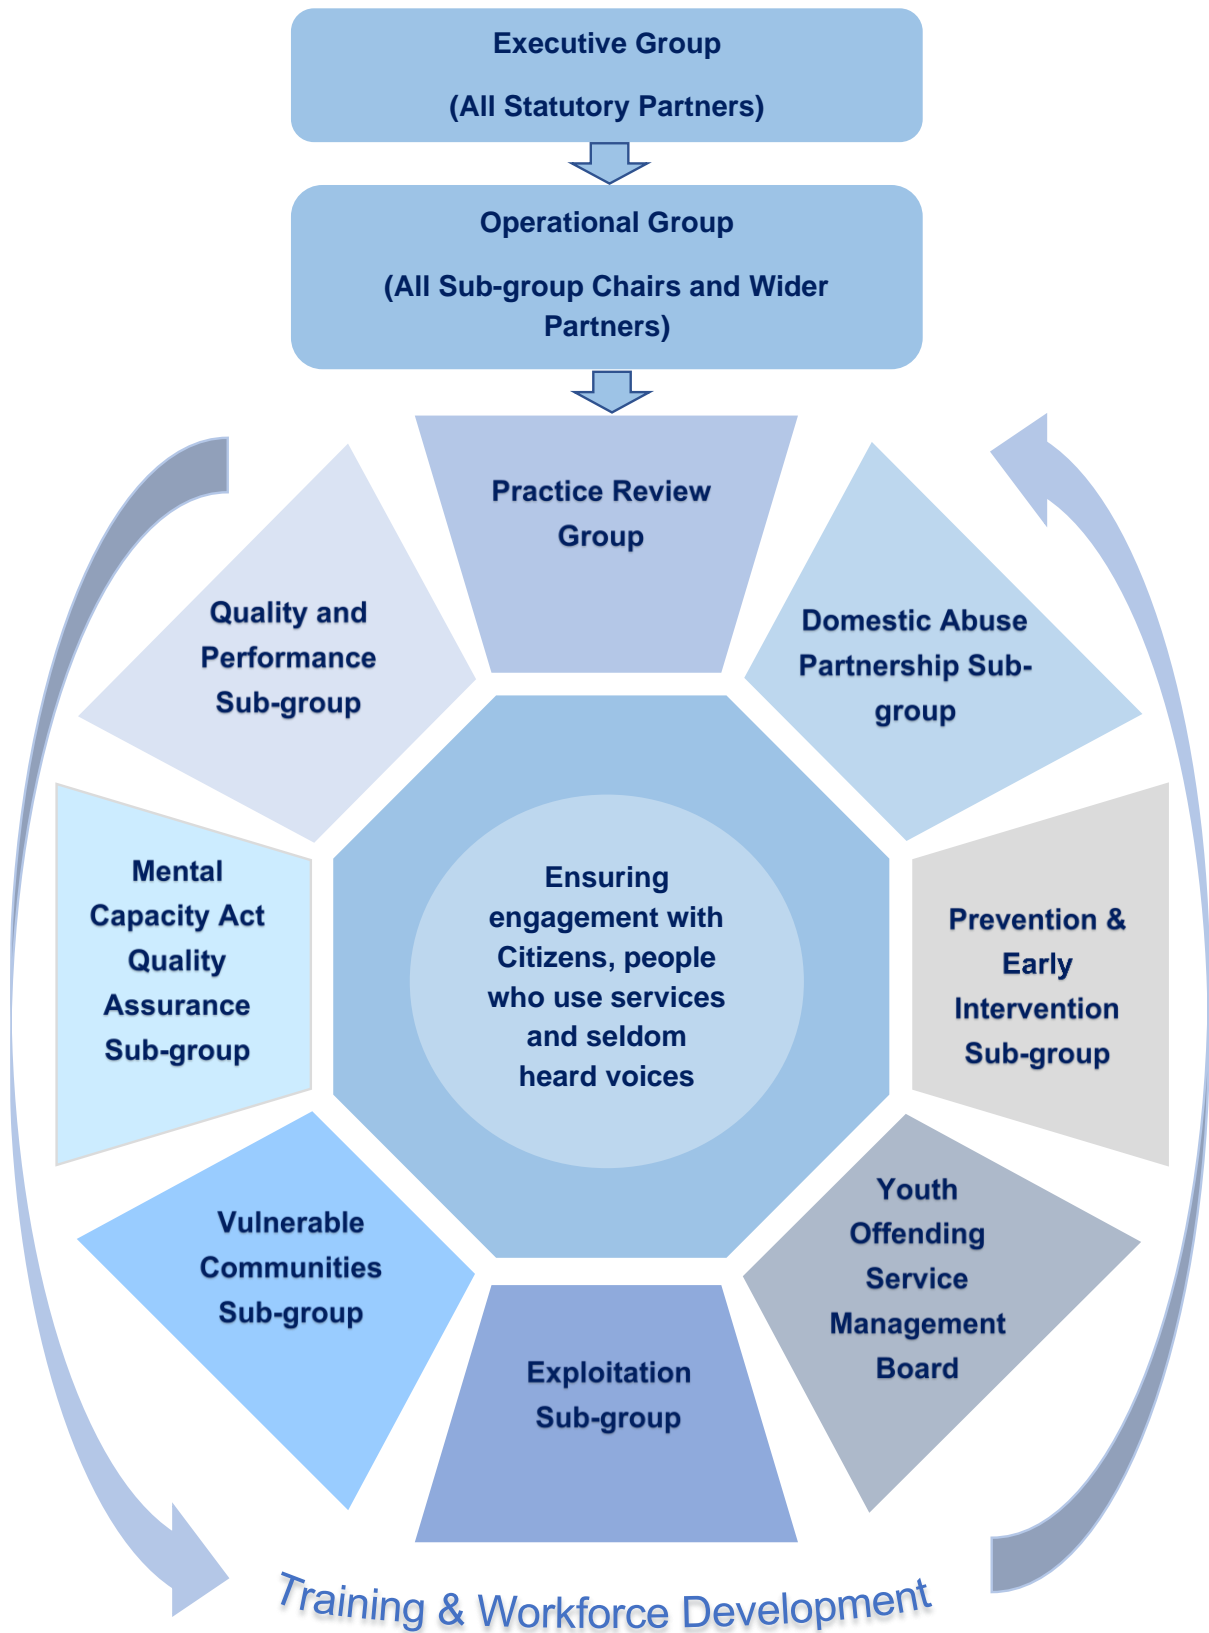 Executive Group
(All Statutory Partners)
Operational Group
(All Sub-group Chairs and Wider
Partners)
Practice Review
Group
Quality and
Performance
Sub-group
Domestic Abuse
Partnership Sub-
group
Mental
Capacity Act
Quality
Assurance
Sub-group
Ensuring
engagement with
Citizens, people
who use services
and seldom
heard voices
Prevention &
Early
Intervention
Sub-group
Vulnerable
Communities
Sub-group
Youth
Offending
Service
Management
Board
Exploitation
Sub-group
Training & Workforce Development